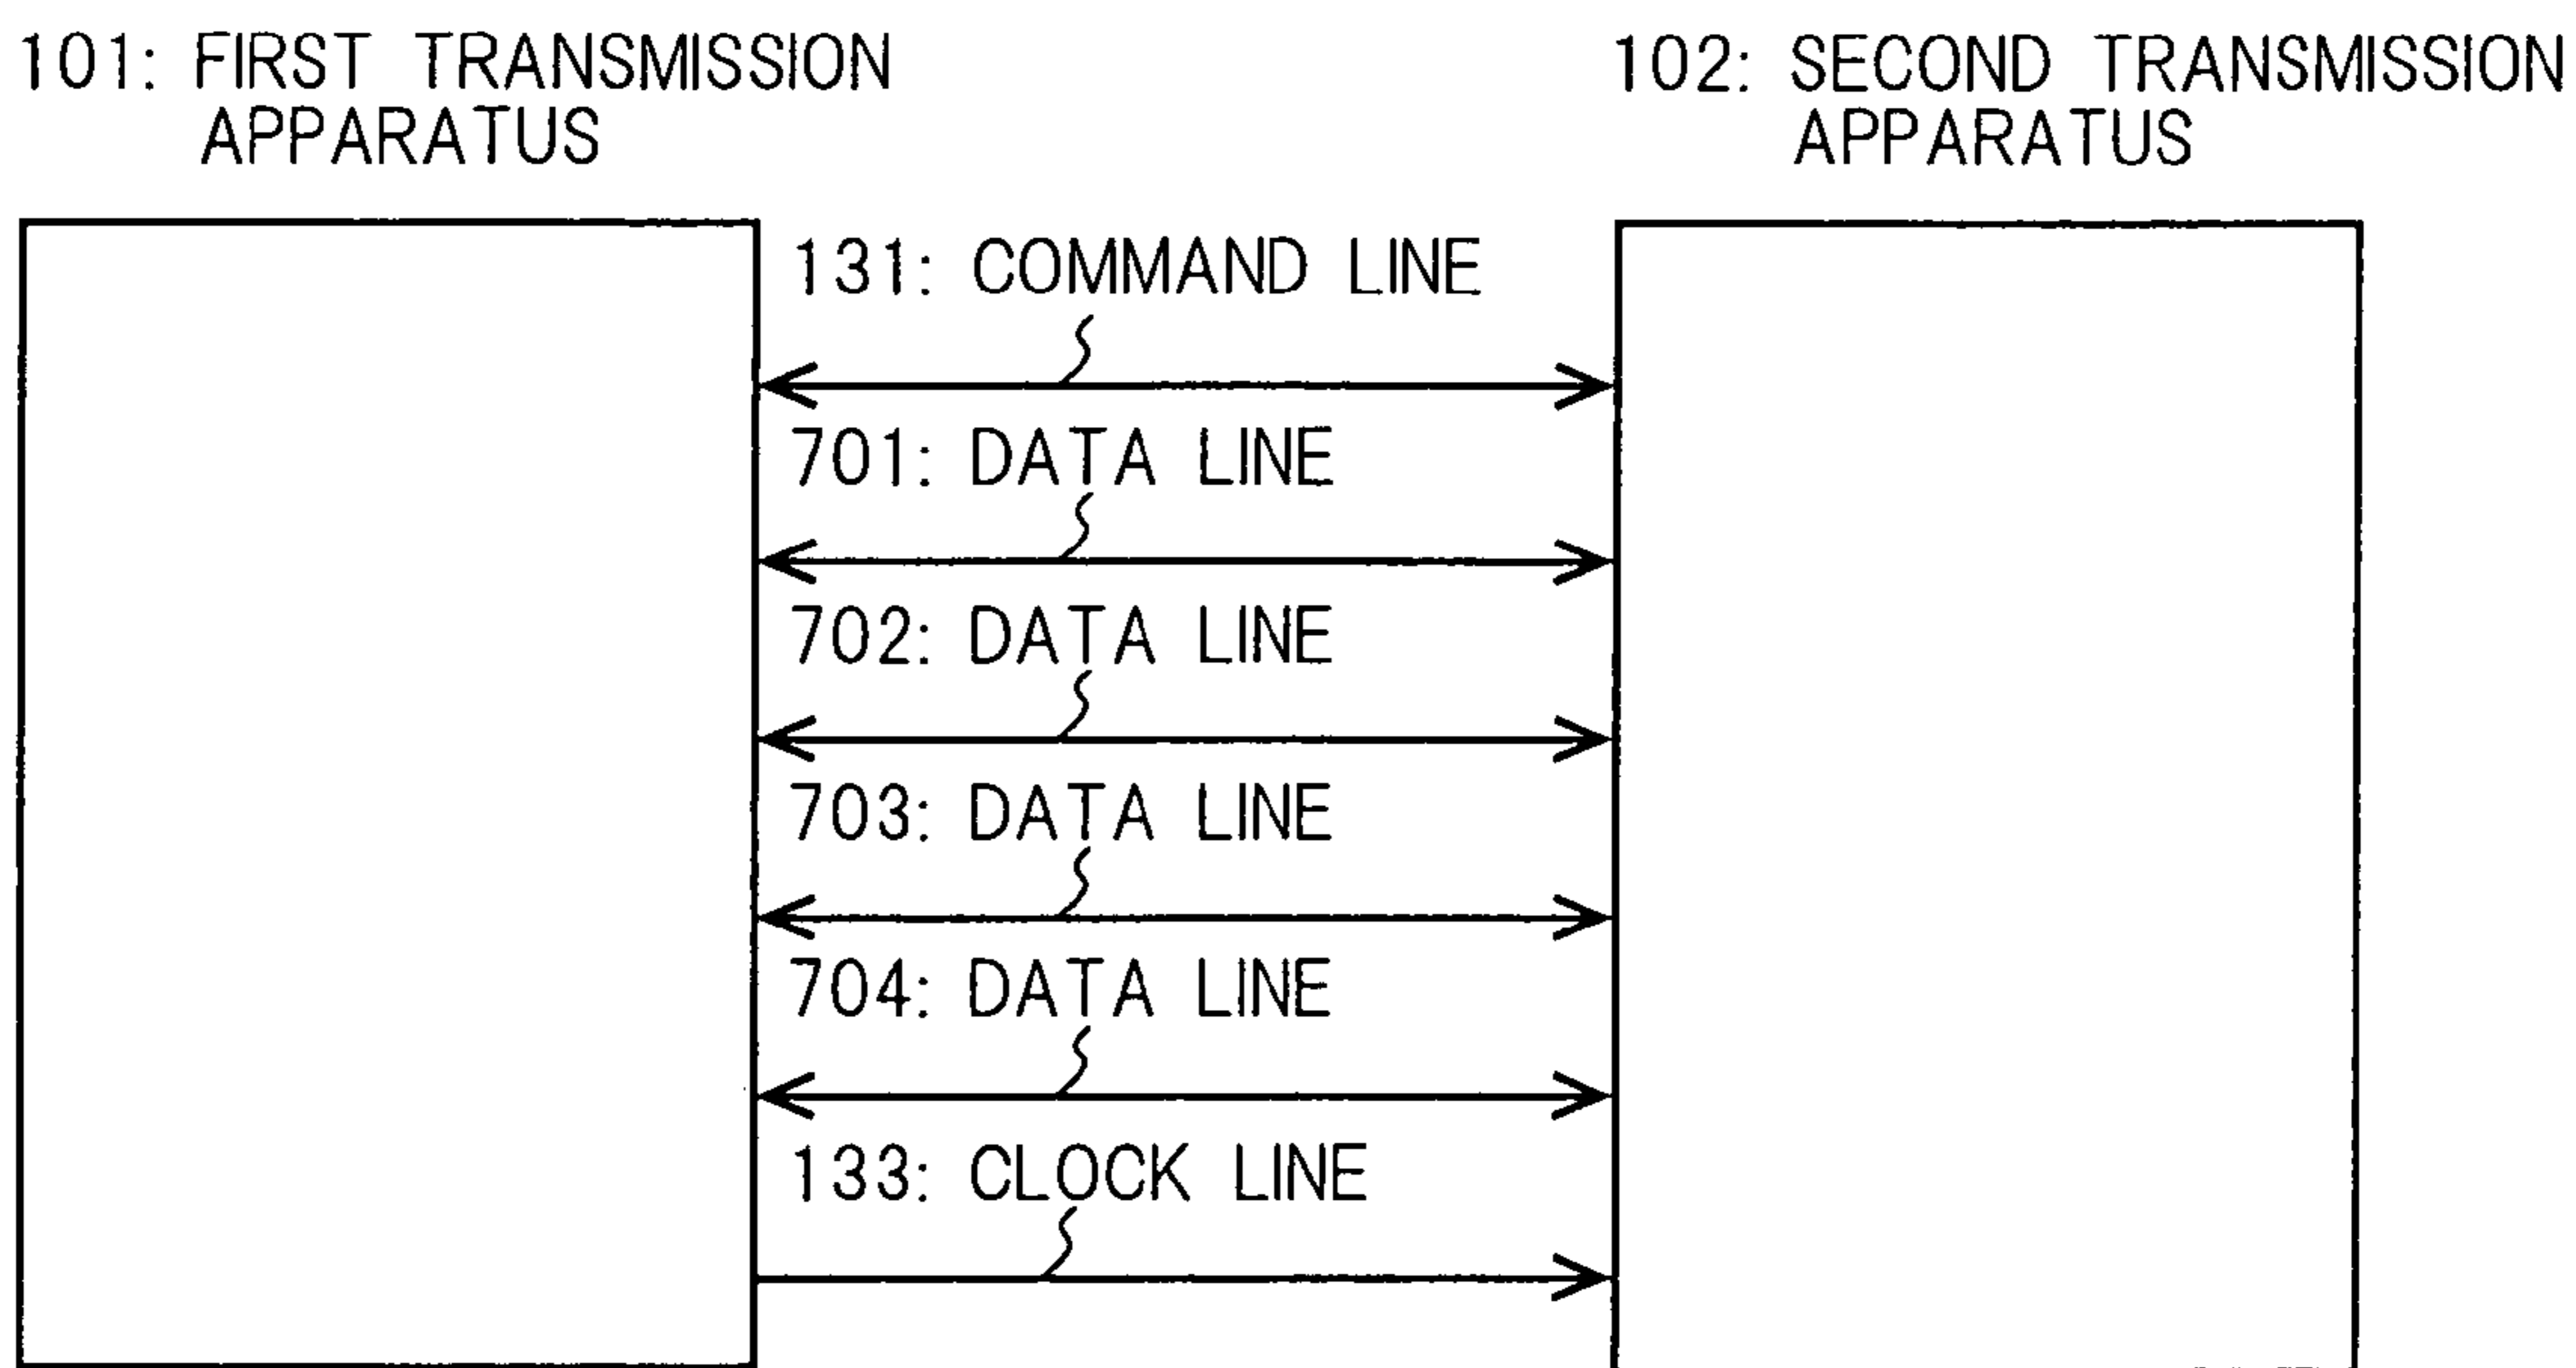 101: FIRST TRANSMISSION
APPARATUS
102: SECOND TRANSMISSION
APPARATUS
131: COMMAND LINE
701: DATA LINE
702: DATA LINE
703: DATA LINE
704: DATA LINE
133: CLOCK LINE